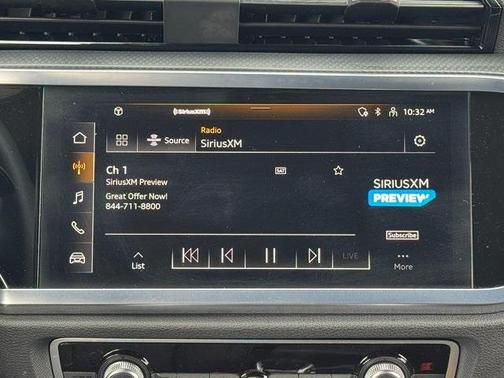 ((SiriusXM))
10:32 AM
Source
Radio
SiriusXM
Ch 1
SAT
SiriusXM Preview
Great Offer Now!
844-711-8800
SIRIUSXM
PREVIEW
Subscribe
List
LIVE
More